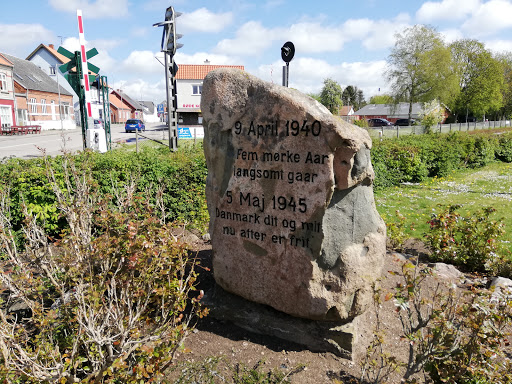 9 April 1940
Fem mørke Aar
langsomt gaar
5 Maj 1945
Danmark dit og mit
nu atter er frit